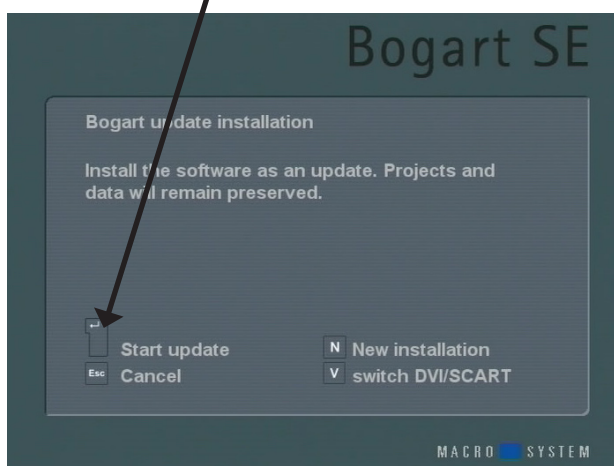 Bogart SE
Bogart update installation
Install the software as an update. Projects and
data will remain preserved.
↵ Start update
N New installation
Esc Cancel
V switch DVI/SCART
MACRO SYSTEM